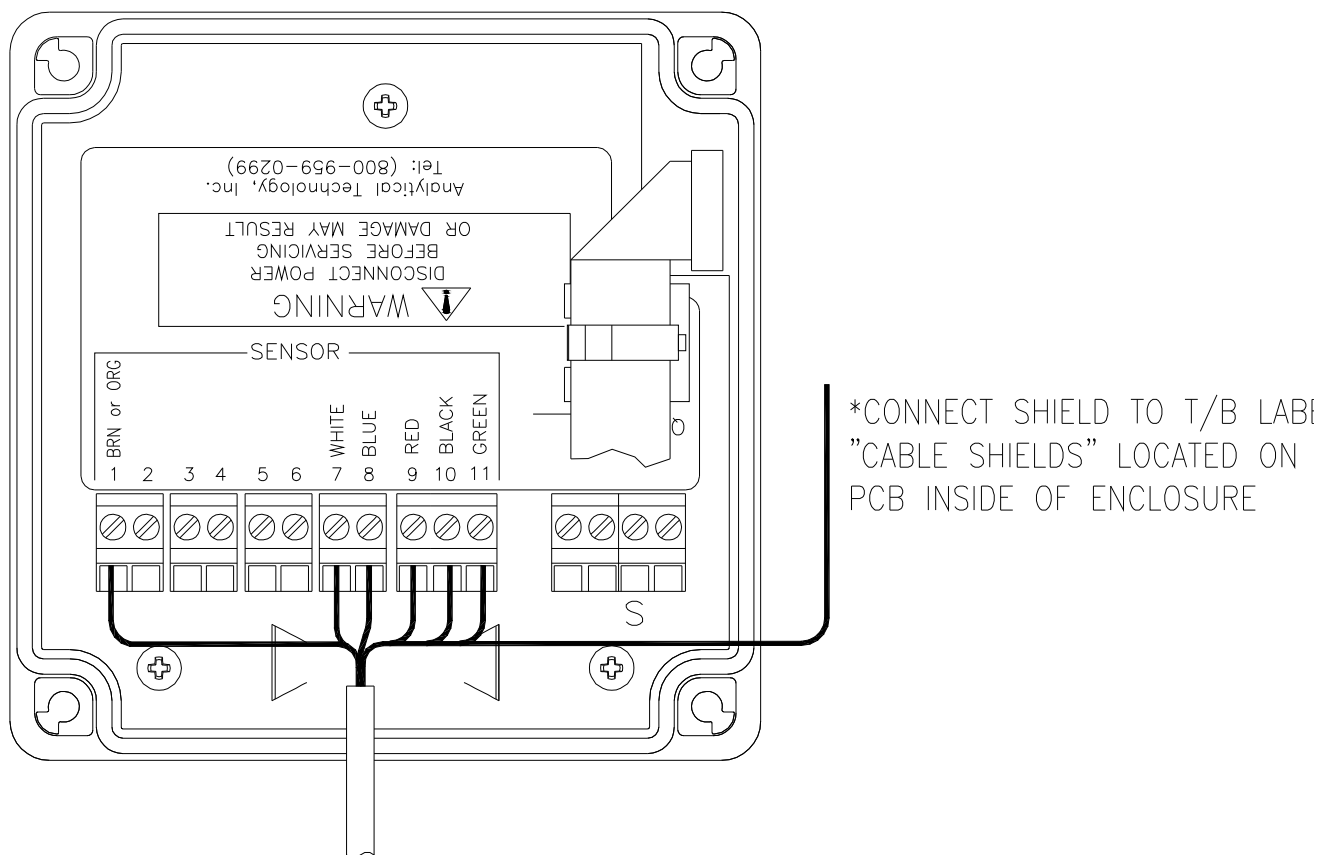 Analytical Technology, Inc.
Tel: (800-959-0299)
WARNING
DISCONNECT POWER
BEFORE SERVICING
OR DAMAGE MAY RESULT
SENSOR
BRN or ORG
WHITE
BLUE
RED
BLACK
GREEN
1 2 3 4 5 6 7 8 9 10 11
S
*CONNECT SHIELD TO T/B
"CABLE SHIELDS" LOCATED ON
PCB INSIDE OF ENCLOSURE